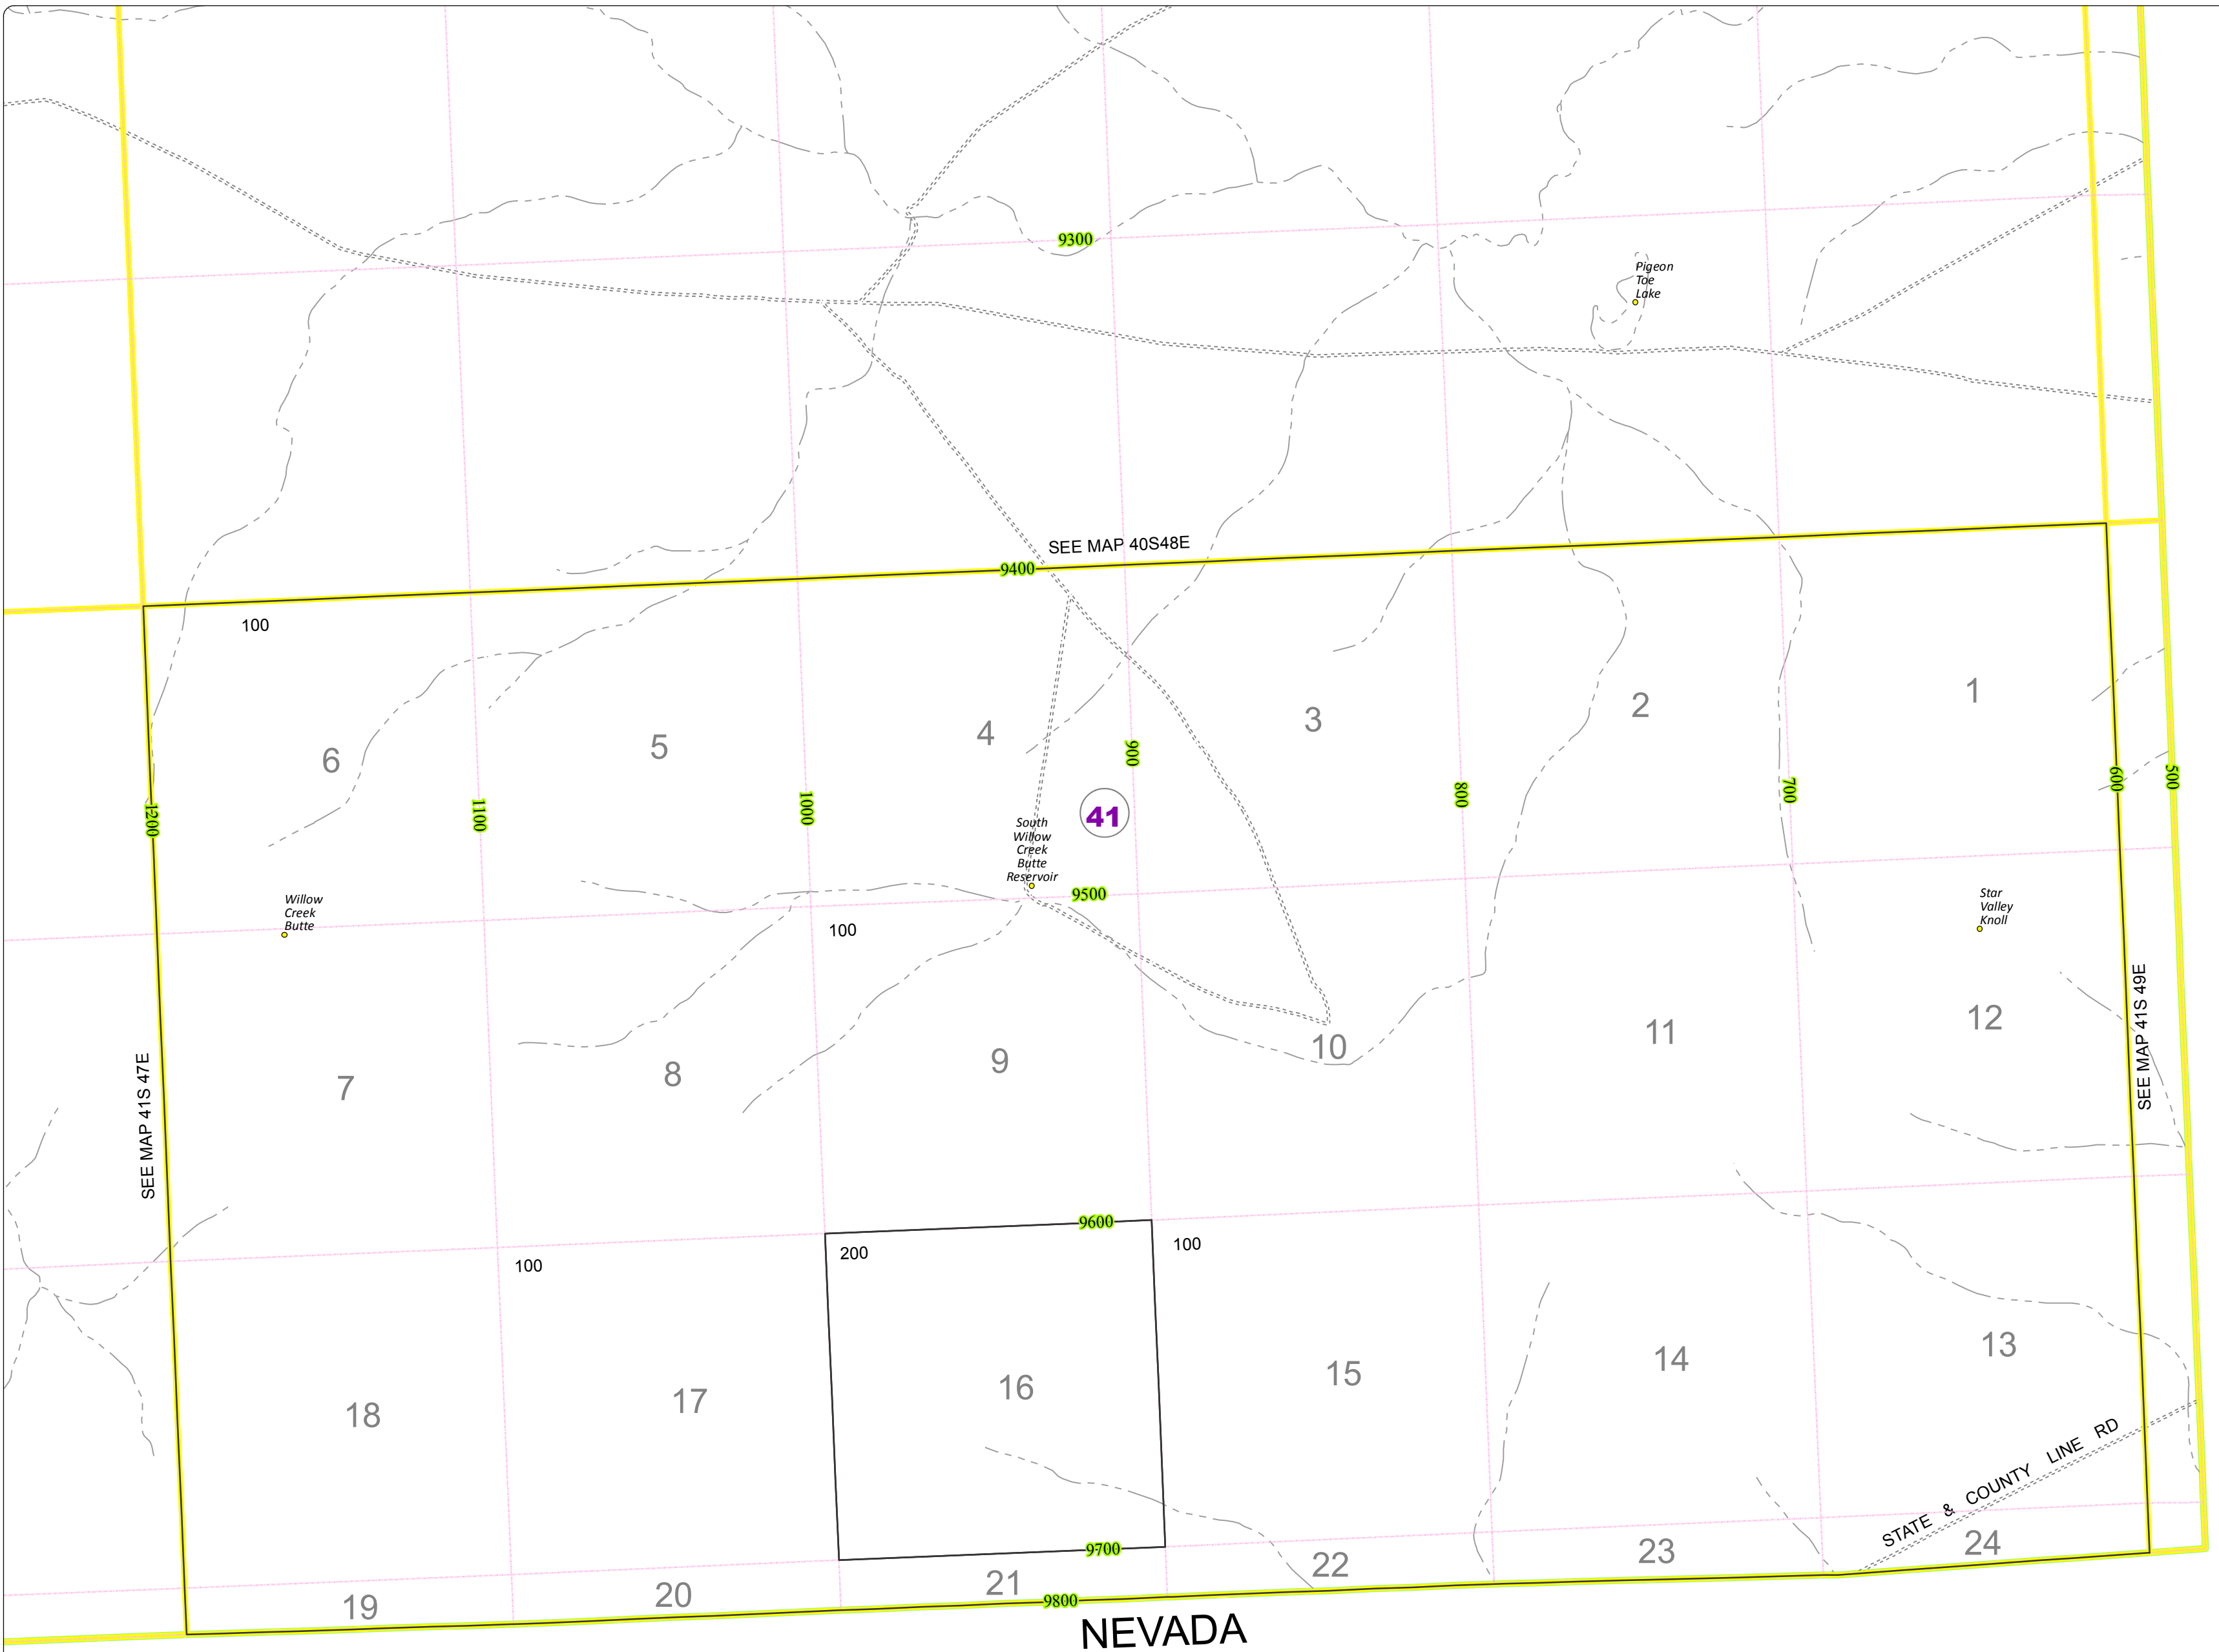 9300
Pigeon
Toe
Lake
SEE MAP 40S48E
9400
100
1
2
3
4
5
6
900
1200
1100
1000
800
700
600
500
41
South
Willow
Creek
Butte
Reservoir
9500
Willow
Creek
Butte
100
Star
Valley
Knoll
SEE MAP 41S 47E
SEE MAP 41S 49E
7
8
9
10
11
12
9600
100
200
100
18
17
16
15
14
13
STATE & COUNTY LINE RD
9700
19
20
21
22
23
24
9800
NEVADA